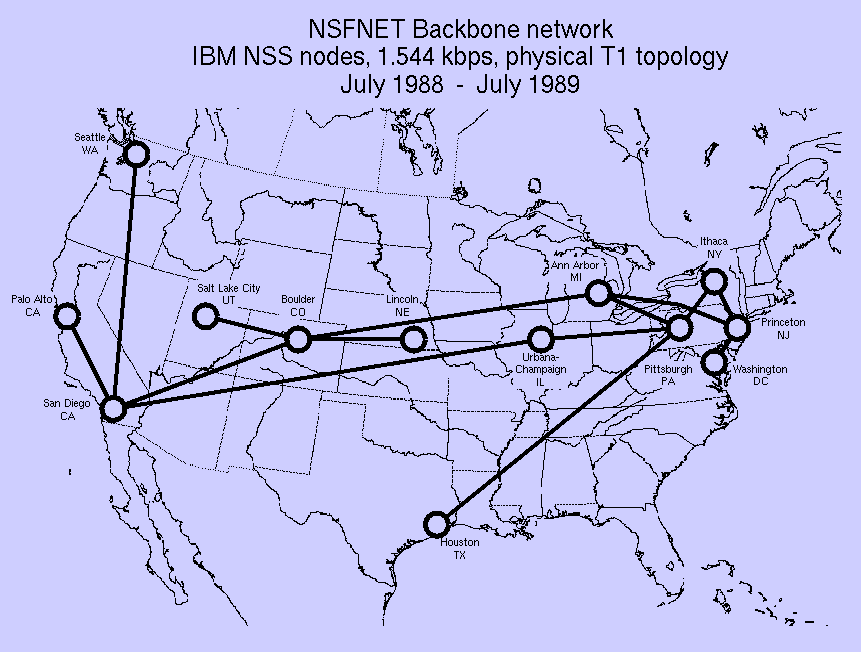 NSFNET Backbone network
IBM NSS nodes, 1.544 kbps, physical T1 topology
July 1988 - July 1989
Seattle
WA
Ithaca
NY
Ann Arbor
MI
Salt Lake City
UT
Palo Alto
CA
Boulder
CO
Lincoln
NE
Princeton
NJ
Urbana-
Champaign
IL
Pittsburgh
PA
Washington
DC
San Diego
CA
Houston
TX